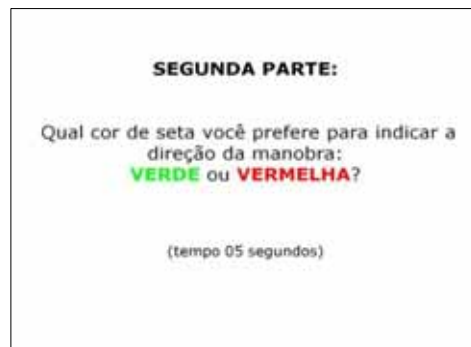 SEGUNDA PARTE:
Qual cor de seta você prefere para indicar a
direção da manobra:
VERDE ou VERMELHA?
(tempo 05 segundos)